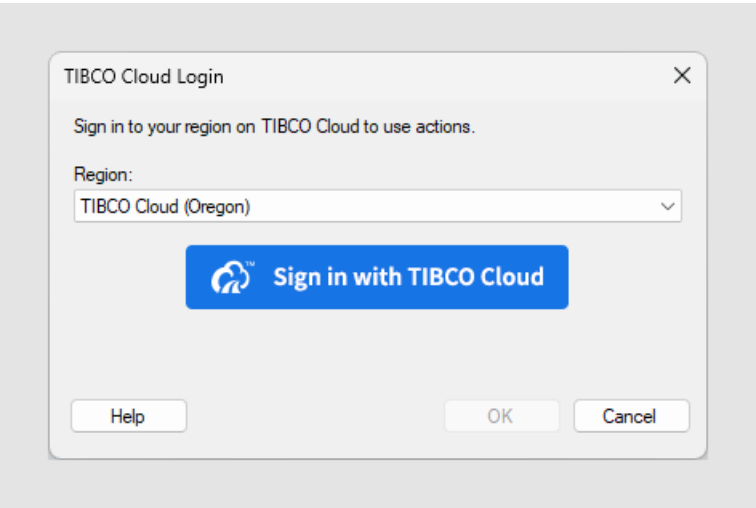 TIBCO Cloud Login
Sign in to your region on TIBCO Cloud to use actions.
Region:
TIBCO Cloud (Oregon)
Sign in with TIBCO Cloud
Help
OK
Cancel